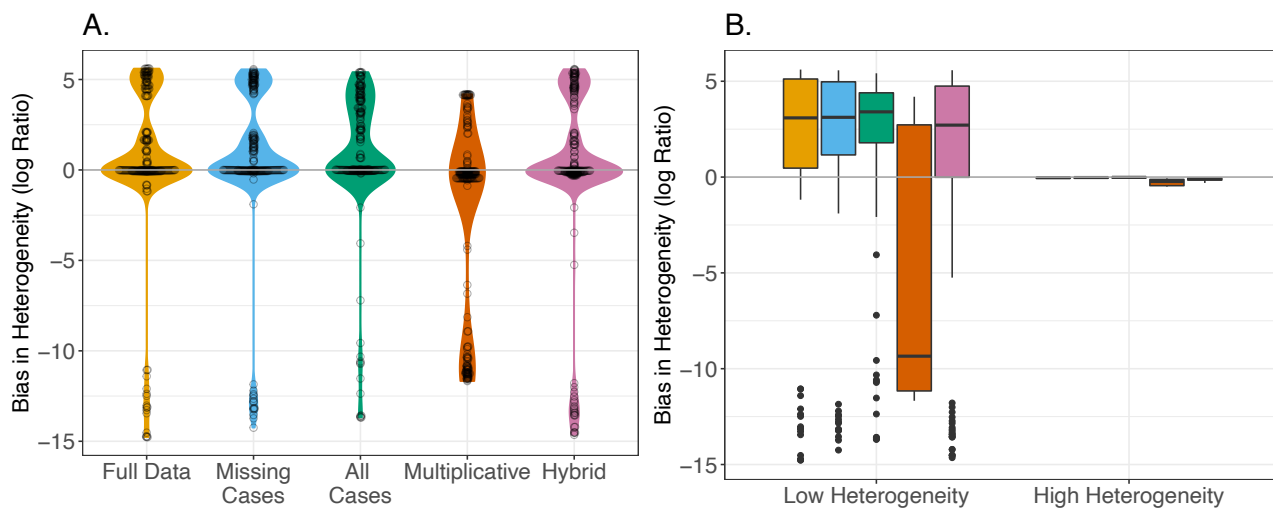 A.
Bias in Heterogeneity (log Ratio)
5
0
−5
−10
−15
Full Data
Missing
Cases
All
Cases
Multiplicative
Hybrid
B.
Bias in Heterogeneity (log Ratio)
5
0
−5
−10
−15
Low Heterogeneity
High Heterogeneity